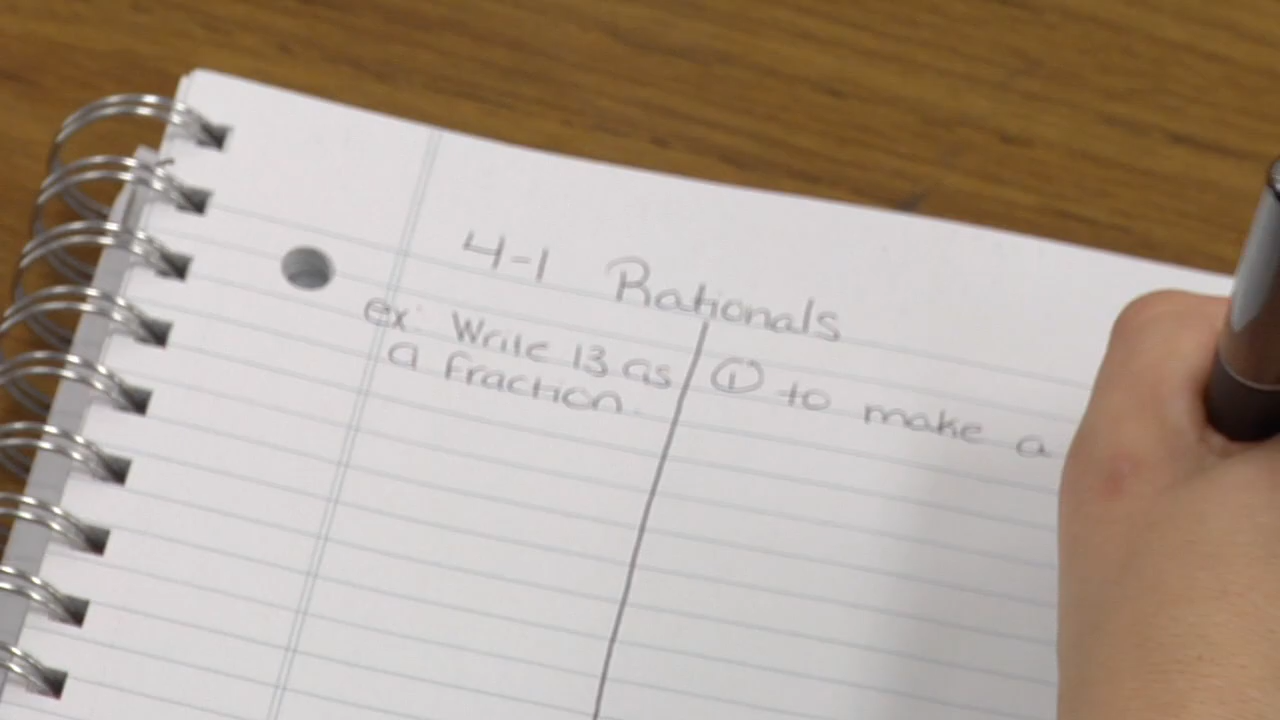 4-1 Rationals
ex: Write 13 as
a fraction.
① to make a